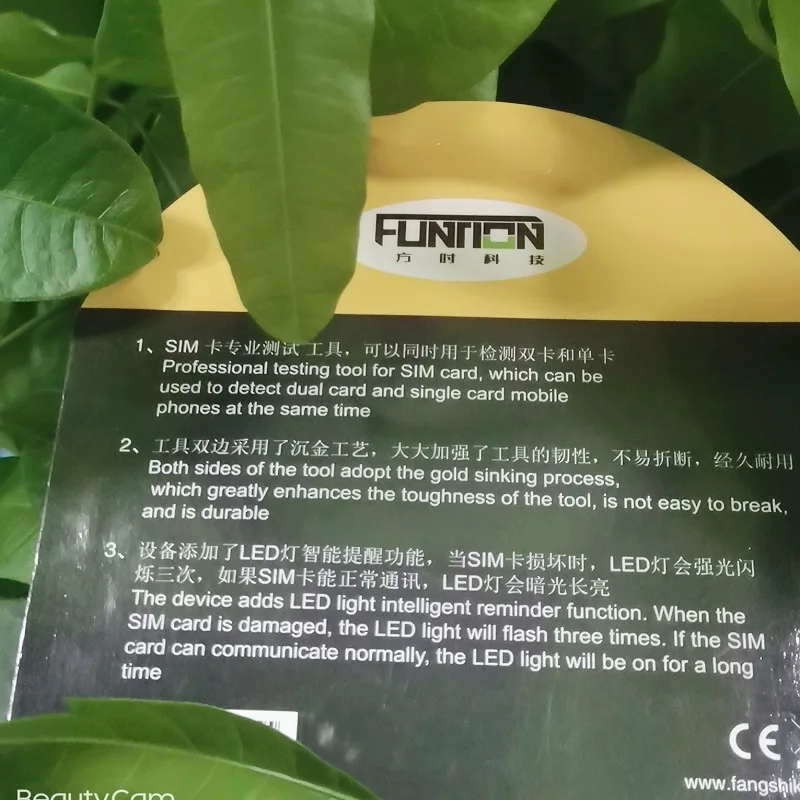 FUNTION
方时科技
1、SIM 卡专业测试工具，可以同时用于检测双卡和单卡
Professional testing tool for SIM card, which can be
used to detect dual card and single card mobile
phones at the same time
2、工具双边采用了沉金工艺，大大加强了工具的韧性，不易折断，经久耐用
Both sides of the tool adopt the gold sinking process,
which greatly enhances the toughness of the tool, is not easy to break,
and is durable
3、设备添加了LED灯智能提醒功能，当SIM卡损坏时，LED灯会强光闪
烁三次，如果SIM卡能正常通讯，LED灯会暗光长亮
The device adds LED light intelligent reminder function. When the
SIM card is damaged, the LED light will flash three times. If the SIM
card can communicate normally, the LED light will be on for a long
time
CE
www.fangshik
BeautyCam